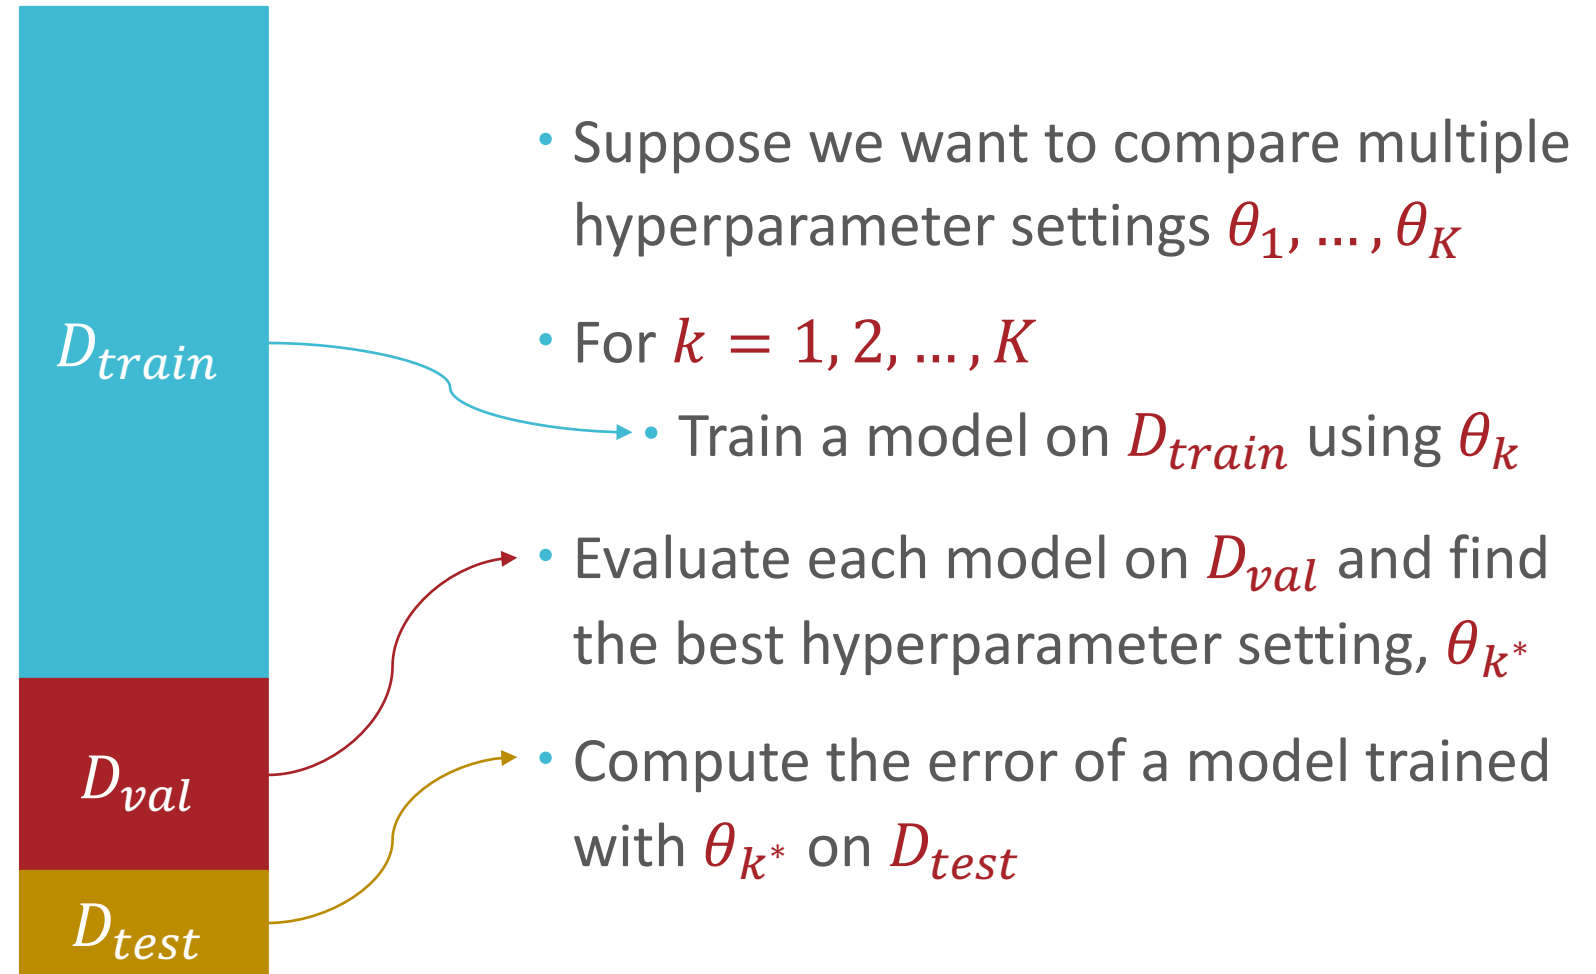 • Suppose we want to compare multiple
hyperparameter settings θ₁, … , θ_K
• For k = 1, 2, … , K
D_train
• Train a model on D_train using θ_k
• Evaluate each model on D_val and find
the best hyperparameter setting, θ_k*
D_val
• Compute the error of a model trained
with θ_k* on D_test
D_test